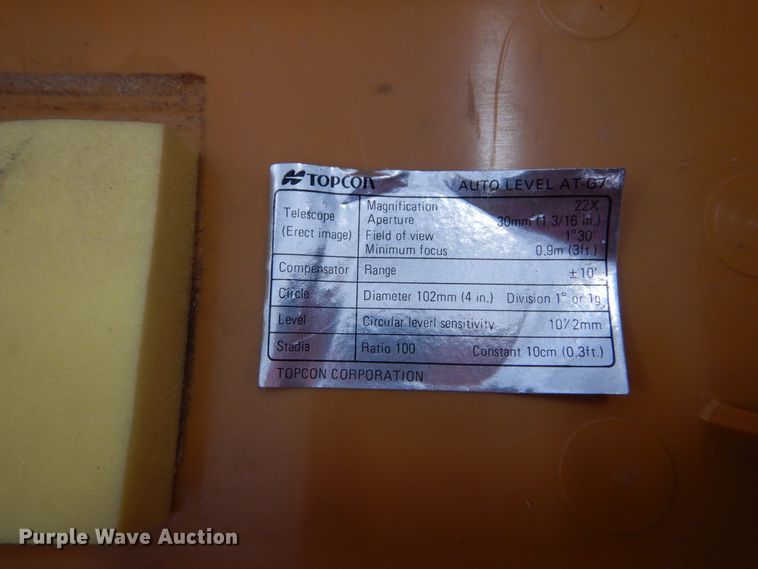 TOPCON AUTO LEVEL AT-G7
Telescope (Erect image)
Magnification 22X
Aperture 30mm (1-3/16 in.)
Field of view 1°30'
Minimum focus 0.9m (3ft.)
Compensator Range ±10'
Circle Diameter 102mm (4 in.) Division 1° or 1g
Level Circular leverl sensitivity 10'/2mm
Stadia Ratio 100 Constant 10cm (0.3ft.)
TOPCON CORPORATION
Purple Wave Auction